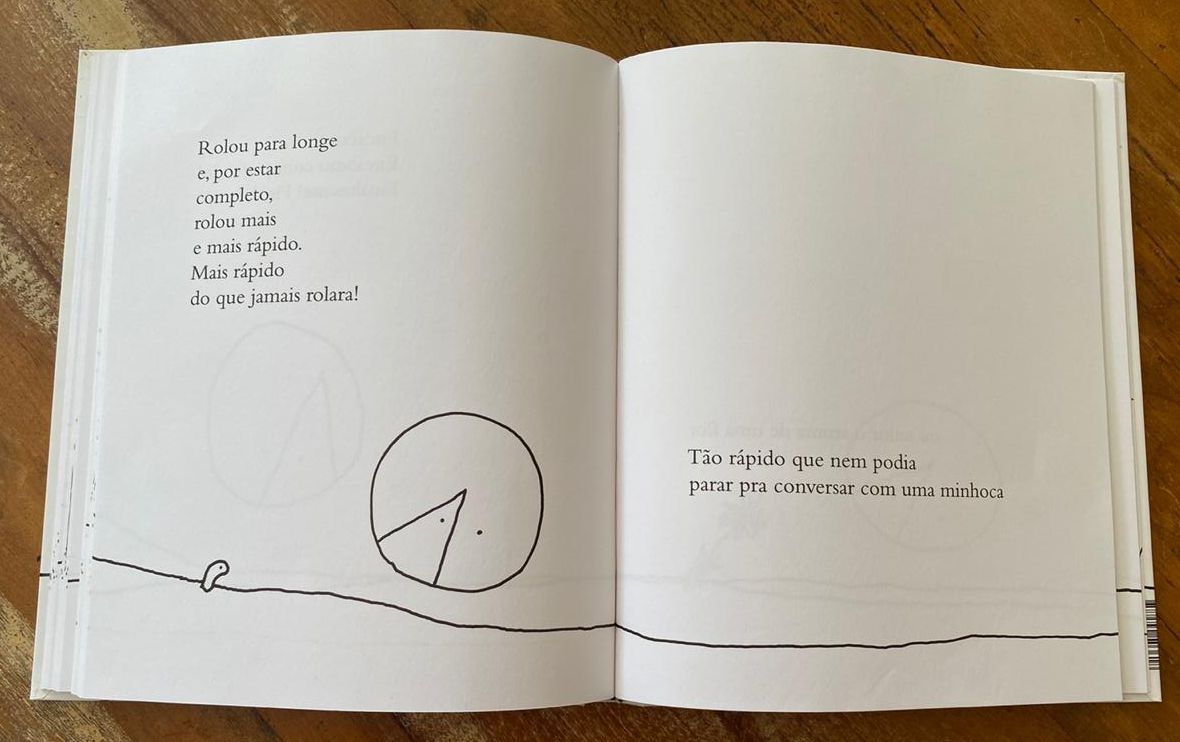 Rolou para longe
e, por estar
completo,
rolou mais
e mais rápido.
Mais rápido
do que jamais rolara!
Tão rápido que nem podia
parar pra conversar com uma minhoca